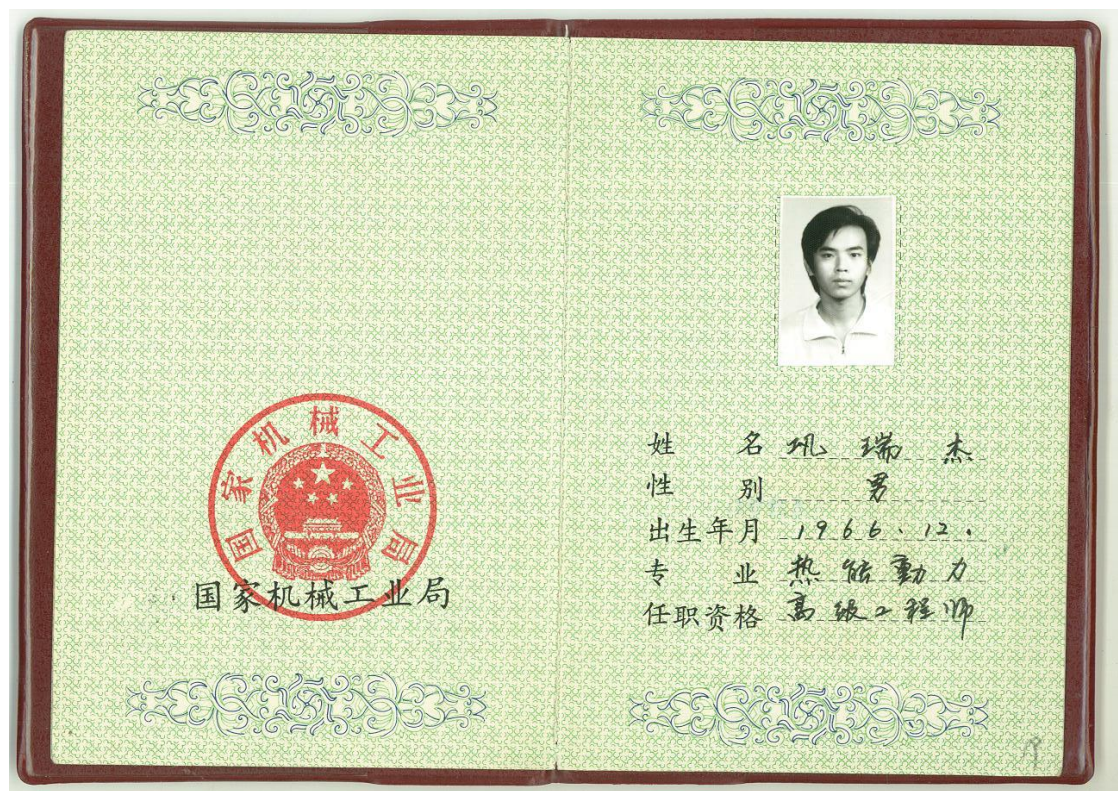 国家机械工业局
国家机械工业局
姓 名 巩 瑞 杰
性 别 男
出生年月 1966.12.
专 业 热能動力
任职资格 高级工程师